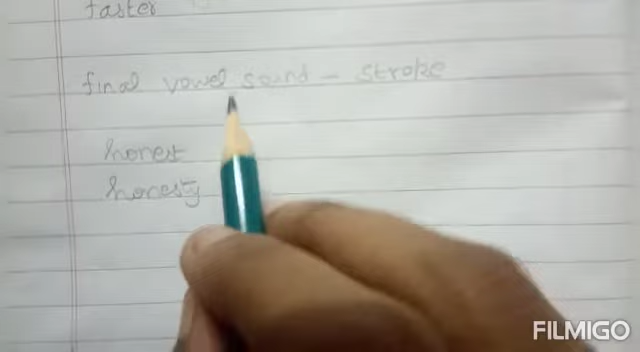 faster
final vowel sound - stroke
honest
honesty
FILMIGO